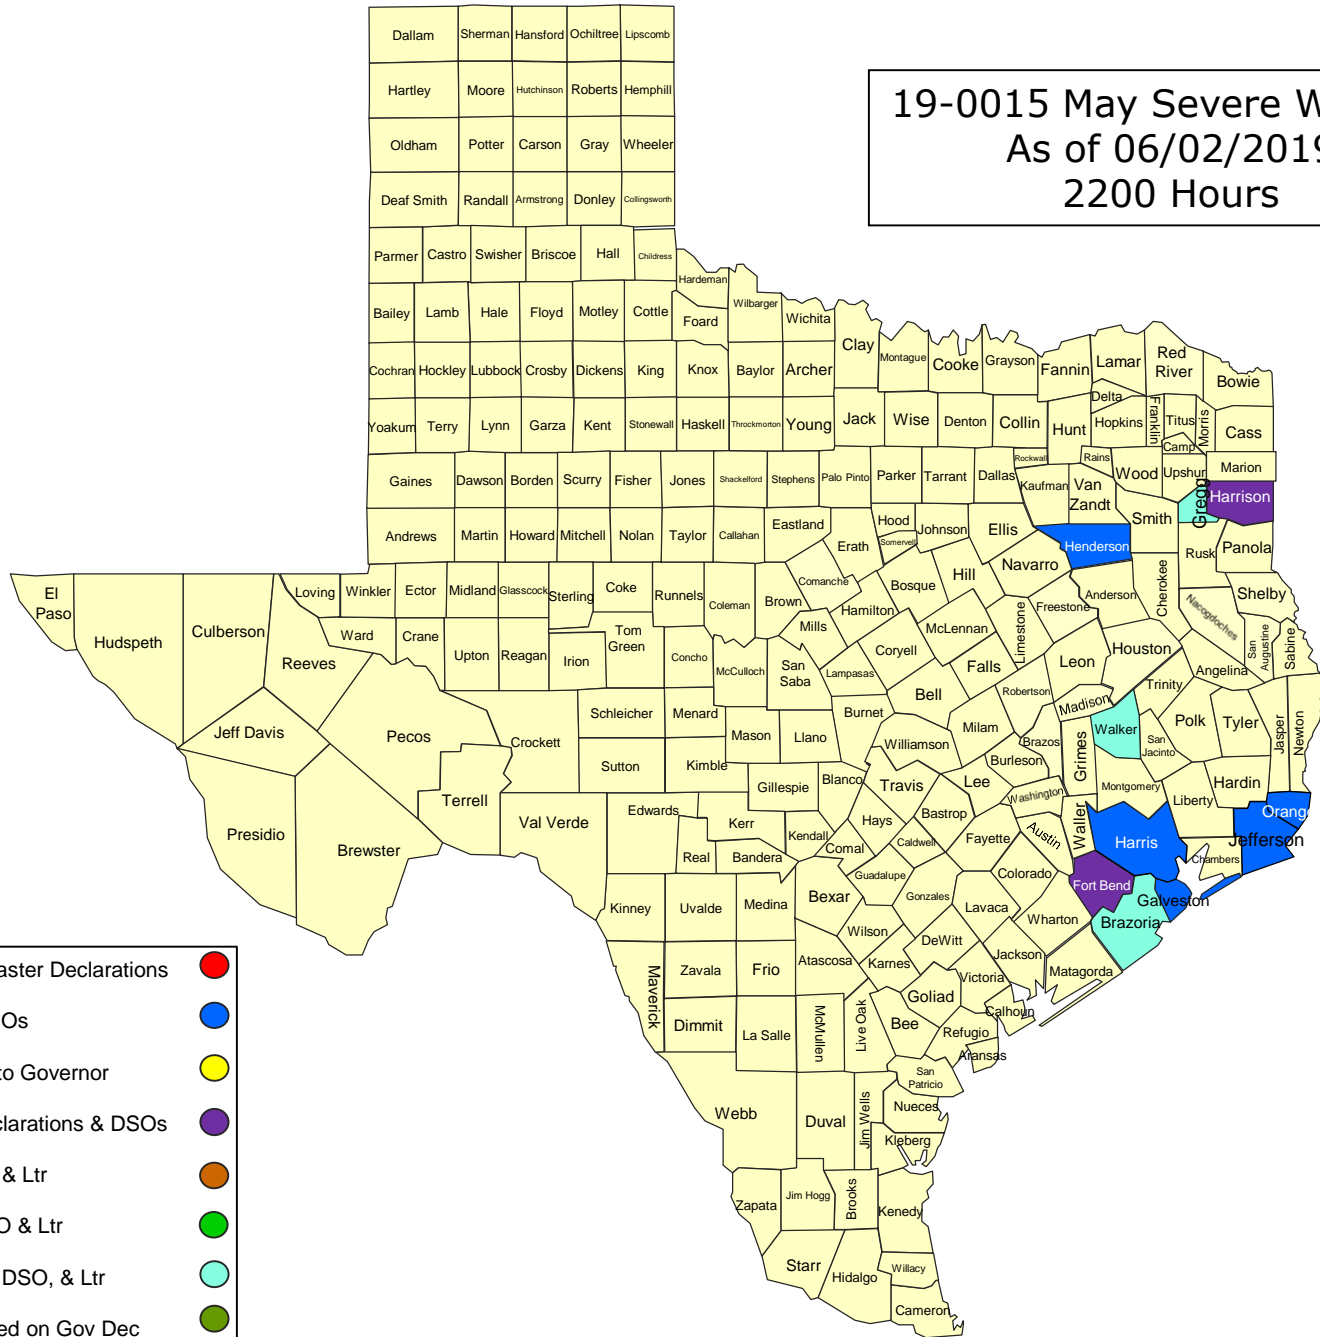 19-0015 May Severe W
As of 06/02/2019
2200 Hours
Dallam Sherman Hansford Ochiltree Lipscomb
Hartley Moore Hutchinson Roberts Hemphill
Oldham Potter Carson Gray Wheeler
Deaf Smith Randall Armstrong Donley Collingsworth
Parmer Castro Swisher Briscoe Hall Childress
Hardeman
Bailey Lamb Hale Floyd Motley Cottle Foard Wilbarger Wichita
Clay Montague Cooke Grayson Fannin Lamar Red River Bowie
Cochran Hockley Lubbock Crosby Dickens King Knox Baylor Archer
Delta
Yoakum Terry Lynn Garza Kent Stonewall Haskell Throckmorton Young Jack Wise Denton Collin Hunt Hopkins Franklin Titus Morris Cass
Camp
Rockwall Rains
Gaines Dawson Borden Scurry Fisher Jones Shackelford Stephens Palo Pinto Parker Tarrant Dallas Kaufman Van Zandt Wood Upshur Marion
Gregg Harrison
Andrews Martin Howard Mitchell Nolan Taylor Callahan Eastland Erath Hood Somervell Johnson Ellis Henderson Smith Rusk Panola
El Paso Hudspeth Culberson Reeves Loving Winkler Ector Midland Glasscock Sterling Coke Runnels Coleman Brown Comanche Hamilton Bosque Hill Navarro Freestone Anderson Cherokee Nacogdoches Shelby
Ward Crane Upton Reagan Irion Tom Green Concho McCulloch San Saba Mills Lampasas Coryell McLennan Limestone Falls Leon Houston Angelina San Augustine Sabine
Jeff Davis Pecos Crockett Schleicher Menard Mason Llano Burnet Bell Milam Robertson Madison Trinity Walker San Jacinto Polk Tyler Jasper Newton
Terrell Sutton Kimble Gillespie Blanco Williamson Travis Lee Burleson Brazos Grimes Washington Montgomery Liberty Hardin Orange
Presidio Brewster Val Verde Edwards Kerr Real Bandera Kendall Comal Hays Caldwell Bastrop Fayette Austin Waller Harris Chambers Jefferson
Kinney Uvalde Medina Bexar Guadalupe Gonzales Lavaca Colorado Wharton Fort Bend Brazoria Galveston
Maverick Zavala Frio Atascosa Wilson Karnes DeWitt Jackson Matagorda
Dimmit La Salle McMullen Live Oak Bee Goliad Victoria Calhoun Refugio Aransas
San Patricio
Webb Duval Jim Wells Nueces
Kleberg
Zapata Jim Hogg Brooks Kenedy
Starr Hidalgo Willacy
Cameron
aster Declarations
Os
to Governor
clarations & DSOs
& Ltr
O & Ltr
DSO, & Ltr
ed on Gov Dec